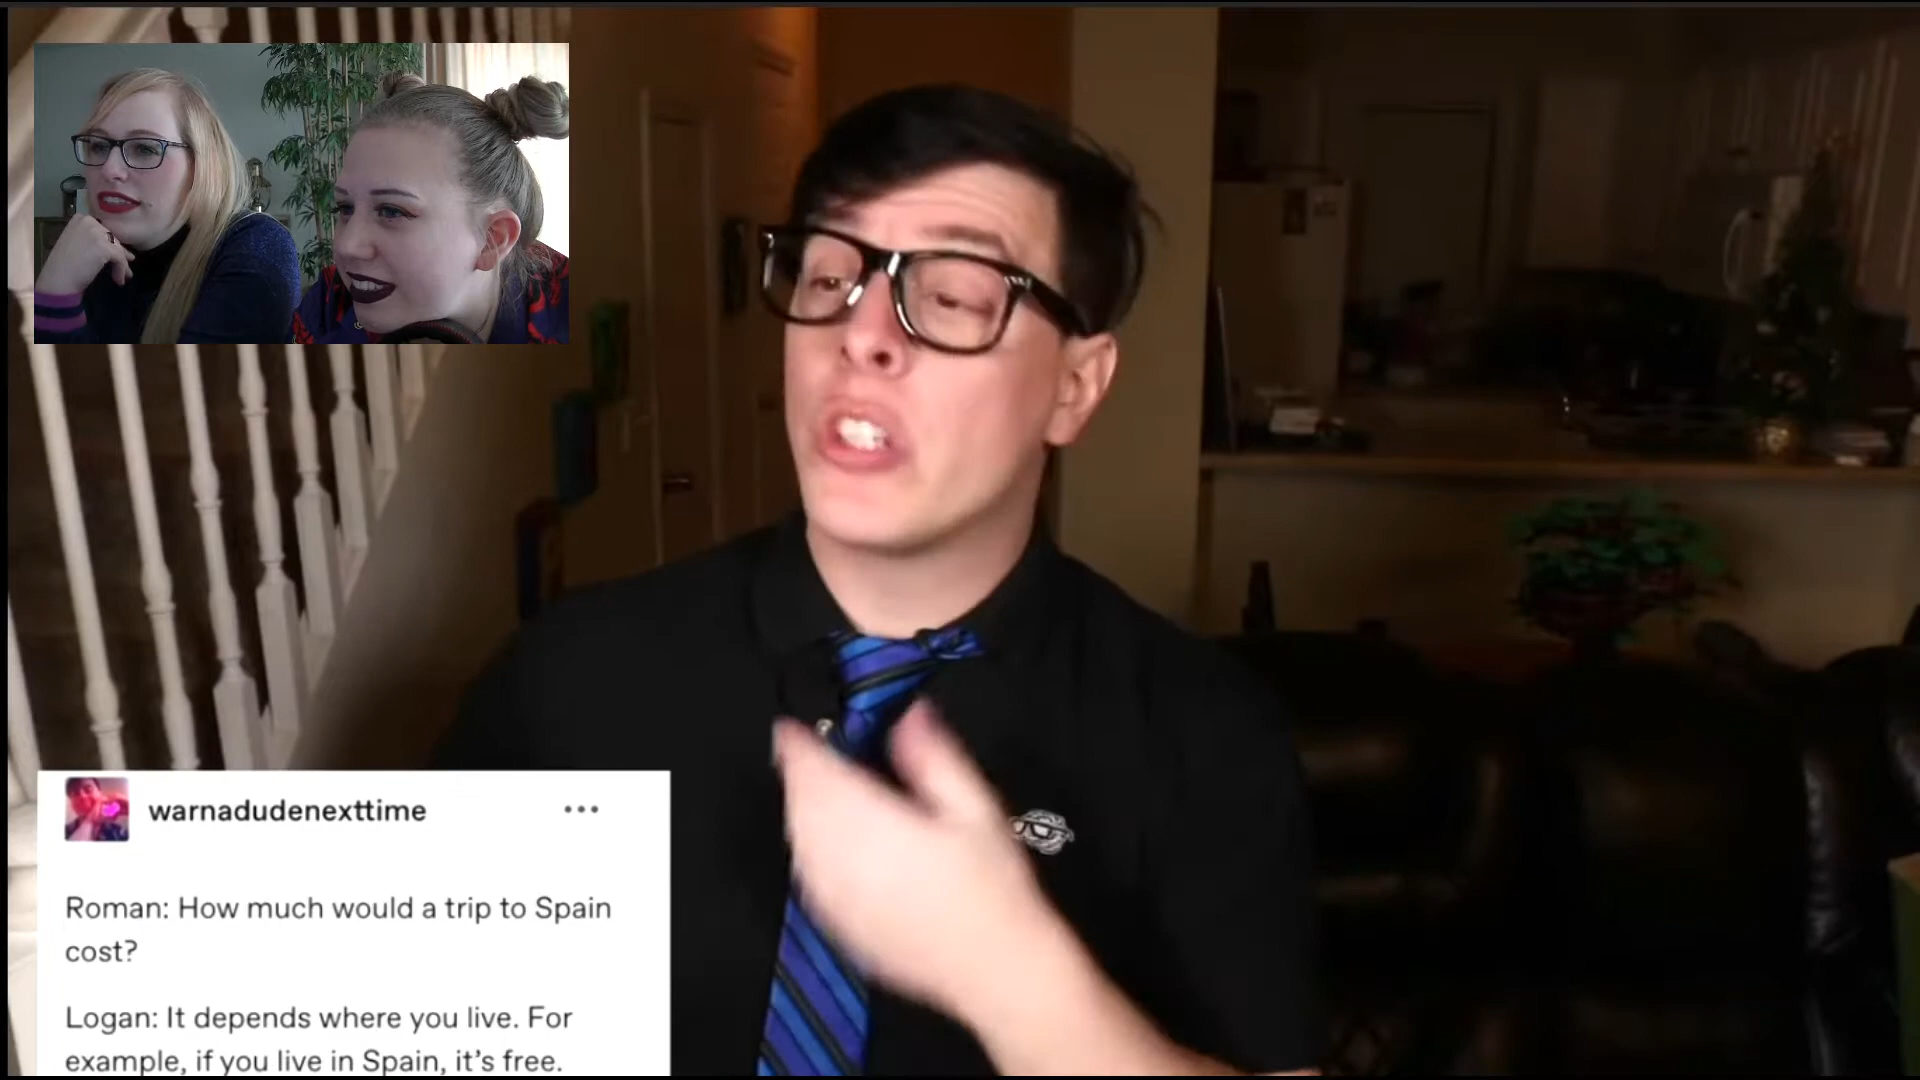 warnadudenexttime
Roman: How much would a trip to Spain
cost?
Logan: It depends where you live. For
example, if you live in Spain, it's free.